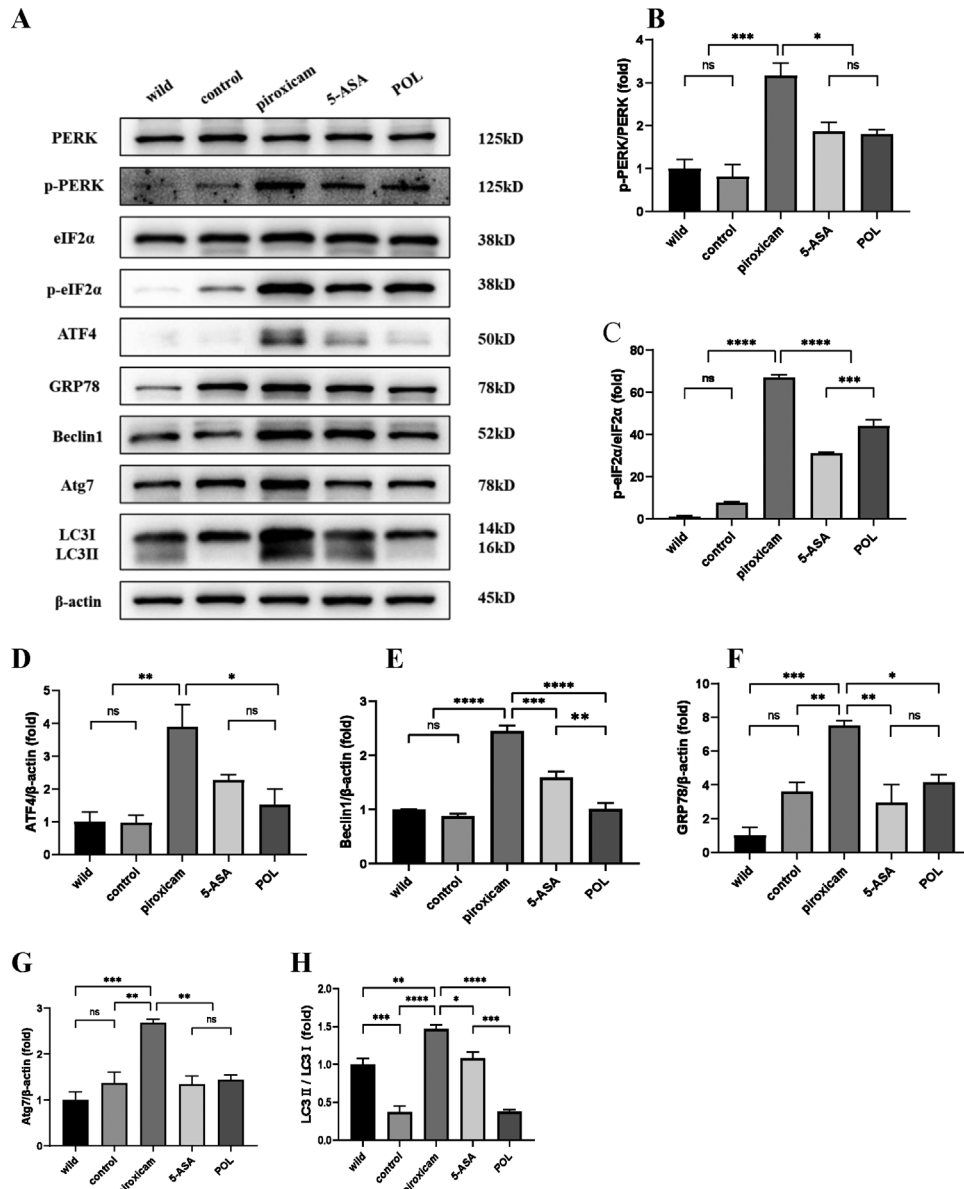 A
wild control piroxicam 5-ASA POL
PERK 125kD
p-PERK 125kD
eIF2α 38kD
p-eIF2α 38kD
ATF4 50kD
GRP78 78kD
Beclin1 52kD
Atg7 78kD
LC3I 14kD
LC3II 16kD
β-actin 45kD
B
p-PERK/PERK (fold)
4
3
2
1
0
*** *
ns ns
wild control piroxicam 5-ASA POL
C
p-eIF2α/eIF2α (fold)
80
60
40
20
0
**** ****
ns ***
wild control piroxicam 5-ASA POL
D
ATF4/β-actin (fold)
5
4
3
2
1
0
** *
ns ns
wild control piroxicam 5-ASA POL
E
Beclin1/β-actin (fold)
3
2
1
0
****
**** ***
ns **
wild control piroxicam 5-ASA POL
F
GRP78/β-actin (fold)
10
8
6
4
2
0
*** *
ns ** ** ns
wild control piroxicam 5-ASA POL
G
Atg7/β-actin (fold)
3
2
1
0
*** **
ns ** ns
wild control piroxicam 5-ASA POL
H
LC3Ⅱ/LC3Ⅰ (fold)
2.0
1.5
1.0
0.5
0.0
** ****
*** **** * ***
wild control piroxicam 5-ASA POL